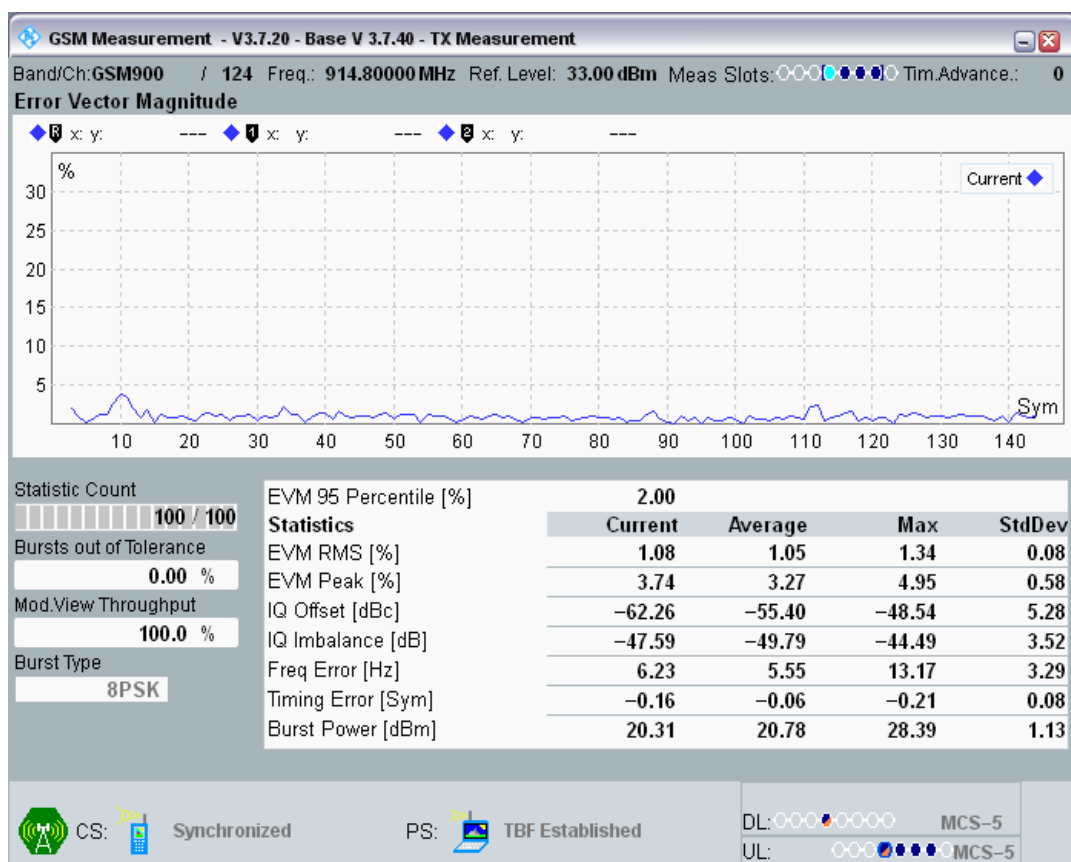 GSM Measurement - V3.7.20 - Base V 3.7.40 - TX Measurement
Band/Ch:GSM900 / 124 Freq.: 914.80000 MHz Ref. Level: 33.00 dBm Meas Slots: Tim.Advance.: 0
Error Vector Magnitude
R x: y: --- 1 x: y: --- 2 x: y: ---
%
Current
30
25
20
15
10
5
Sym
10 20 30 40 50 60 70 80 90 100 110 120 130 140
Statistic Count
100 / 100
Bursts out of Tolerance
0.00 %
Mod.View Throughput
100.0 %
Burst Type
8PSK
EVM 95 Percentile [%] 2.00
Statistics Current Average Max StdDev
EVM RMS [%] 1.08 1.05 1.34 0.08
EVM Peak [%] 3.74 3.27 4.95 0.58
IQ Offset [dBc] −62.26 −55.40 −48.54 5.28
IQ Imbalance [dB] −47.59 −49.79 −44.49 3.52
Freq Error [Hz] 6.23 5.55 13.17 3.29
Timing Error [Sym] −0.16 −0.06 −0.21 0.08
Burst Power [dBm] 20.31 20.78 28.39 1.13
CS: Synchronized PS: TBF Established
DL: MCS−5
UL: MCS−5